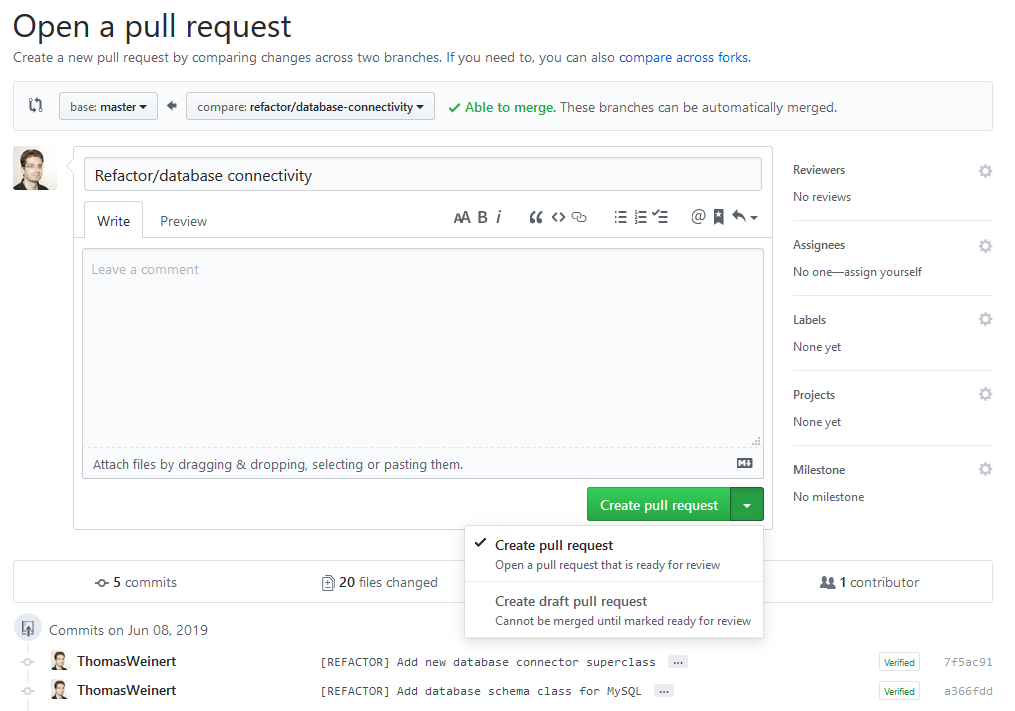 Open a pull request
Create a new pull request by comparing changes across two branches. If you need to, you can also compare across forks.
base: master
compare: refactor/database-connectivity
Able to merge. These branches can be automatically merged.
Refactor/database connectivity
Write
Preview
Leave a comment
Attach files by dragging & dropping, selecting or pasting them.
Create pull request
Create pull request
Open a pull request that is ready for review
Create draft pull request
Cannot be merged until marked ready for review
Reviewers
No reviews
Assignees
No one—assign yourself
Labels
None yet
Projects
None yet
Milestone
No milestone
5 commits
20 files changed
1 contributor
Commits on Jun 08, 2019
ThomasWeinert [REFACTOR] Add new database connector superclass … Verified 7f5ac91
ThomasWeinert [REFACTOR] Add database schema class for MySQL … Verified a366fdd